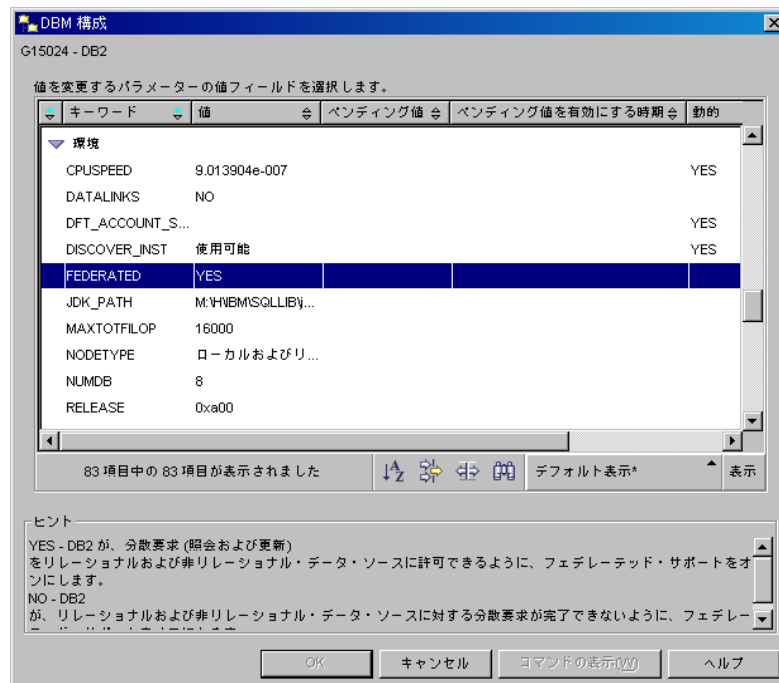 DBM 構成
G15024 - DB2
値を変更するパラメーターの値フィールドを選択します。
キーワード 値 ペンディング値 ペンディング値を有効にする時期 動的
環境
CPUSPEED 9.013904e-007 YES
DATALINKS NO
DFT_ACCOUNT_S... YES
DISCOVER_INST 使用可能 YES
FEDERATED YES
JDK_PATH
MAXTOTFILOP 16000
NODETYPE ローカルおよびリ...
NUMDB 8
RELEASE 0xa00
83 項目中の 83 項目が表示されました デフォルト表示* 表示
ヒント
YES - DB2 が、分散要求 (照会および更新)
をリレーショナルおよび非リレーショナル・データ・ソースに許可できるように、フェデレーテッド・サポートをオ
ンにします。
NO - DB2
が、リレーショナルおよび非リレーショナル・データ・ソースに対する分散要求が完了できないように、フェデレー
OK キャンセル コマンドの表示(W) ヘルプ